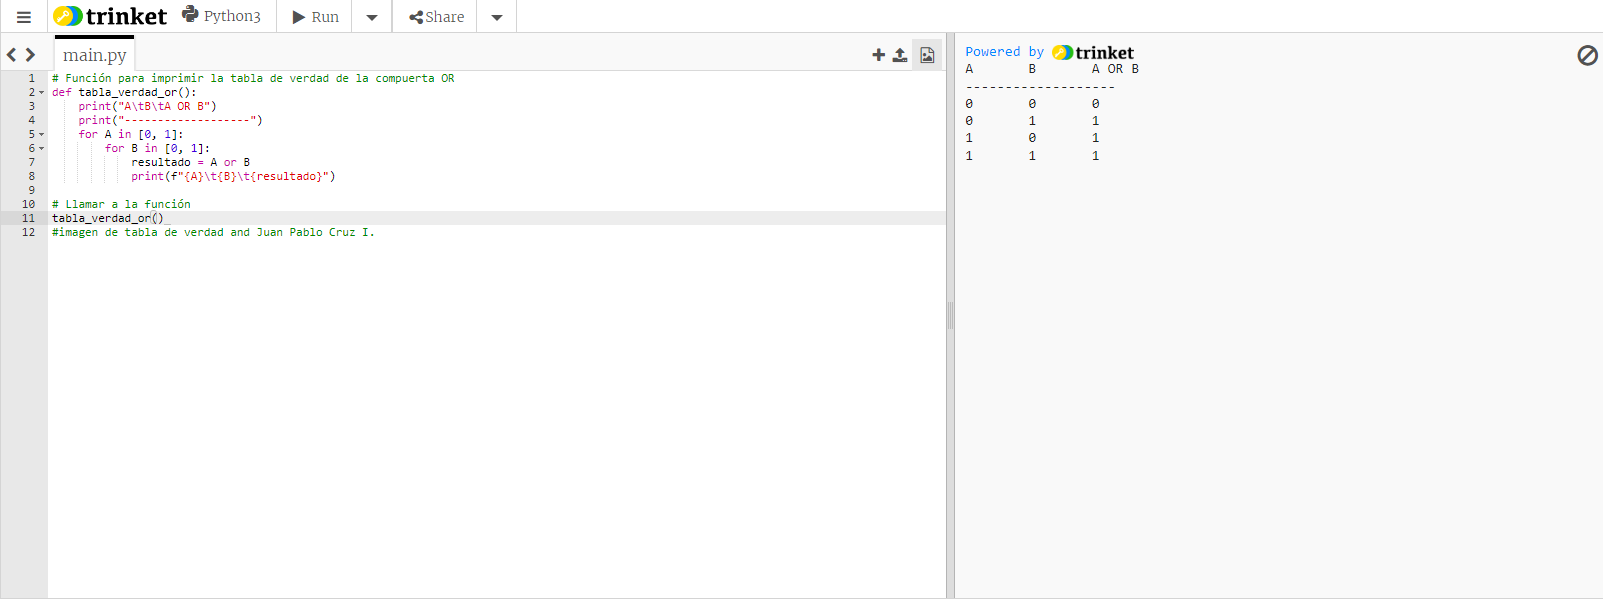 trinket Python3 Run Share
main.py
1 # Función para imprimir la tabla de verdad de la compuerta OR
2 def tabla_verdad_or():
3     print("A\tB\tA OR B")
4     print("-------------------")
5     for A in [0, 1]:
6         for B in [0, 1]:
7             resultado = A or B
8             print(f"{A}\t{B}\t{resultado}")
9
10 # Llamar a la función
11 tabla_verdad_or()
12 #imagen de tabla de verdad and Juan Pablo Cruz I.
Powered by trinket
A B A OR B
-------------------
0 0 0
0 1 1
1 0 1
1 1 1